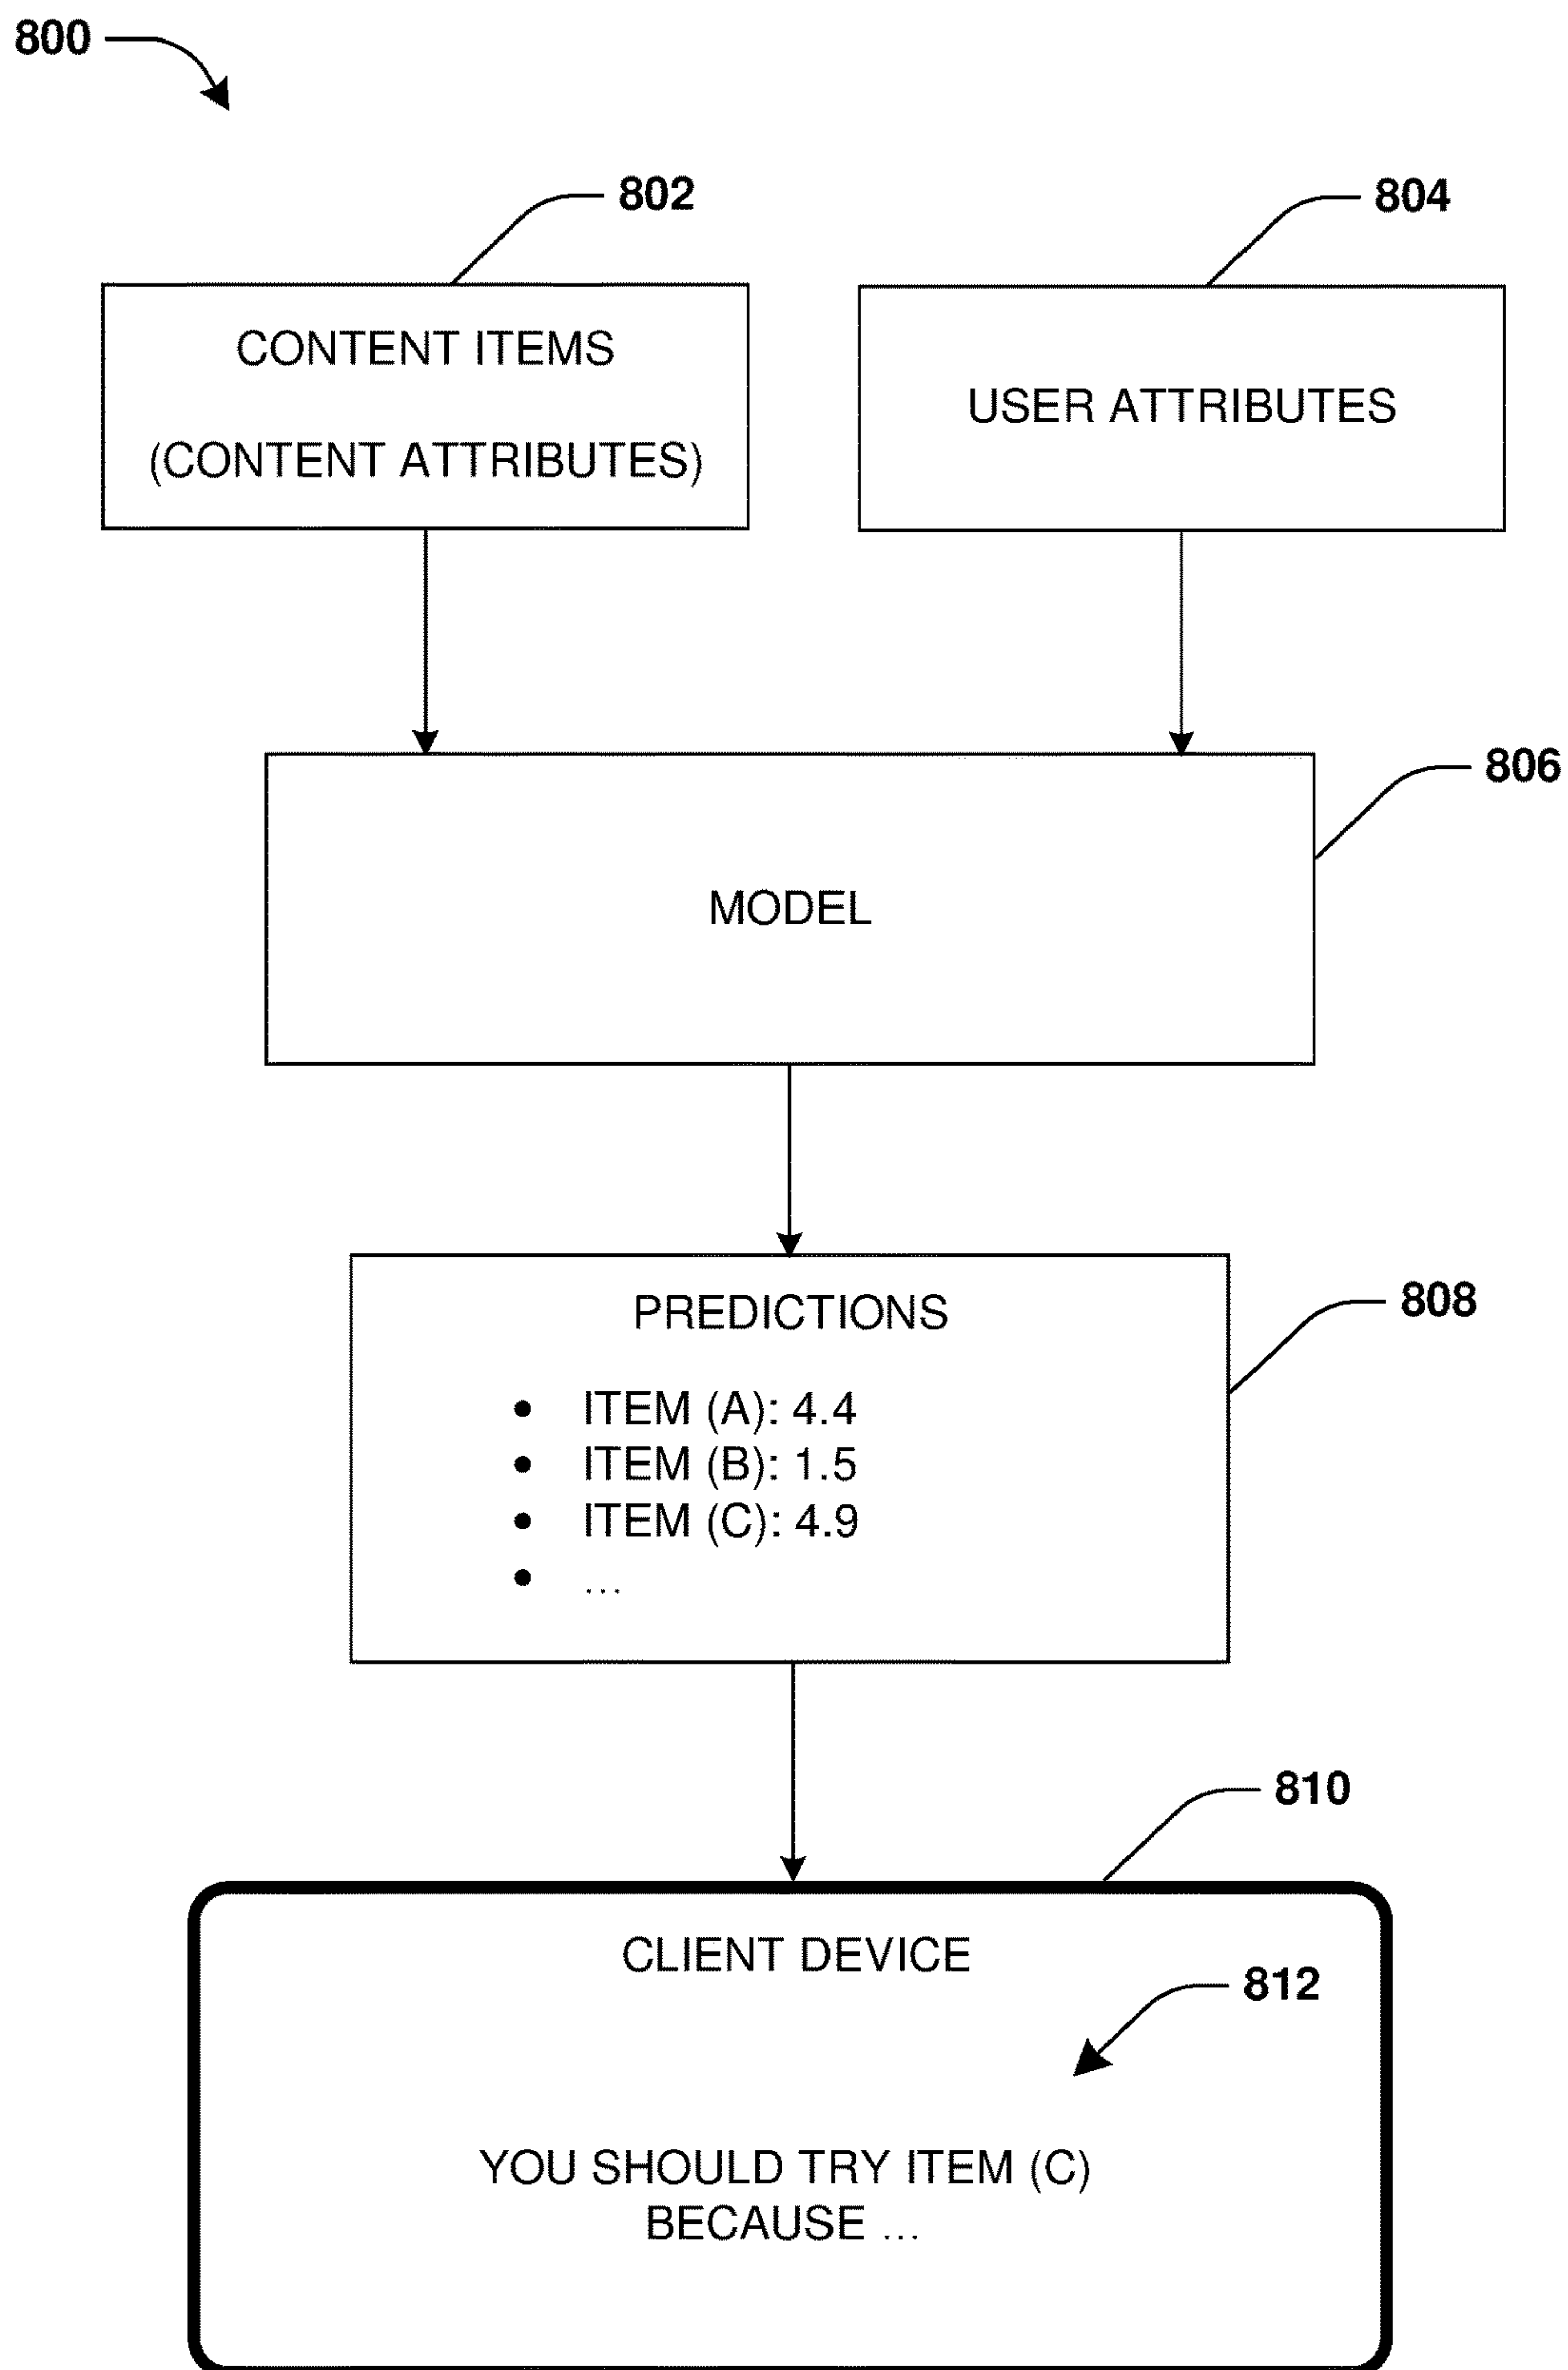 800
802
804
CONTENT ITEMS
(CONTENT ATTRIBUTES)
USER ATTRIBUTES
806
MODEL
808
PREDICTIONS
• ITEM (A): 4.4
• ITEM (B): 1.5
• ITEM (C): 4.9
• ...
810
CLIENT DEVICE
812
YOU SHOULD TRY ITEM (C)
BECAUSE ...